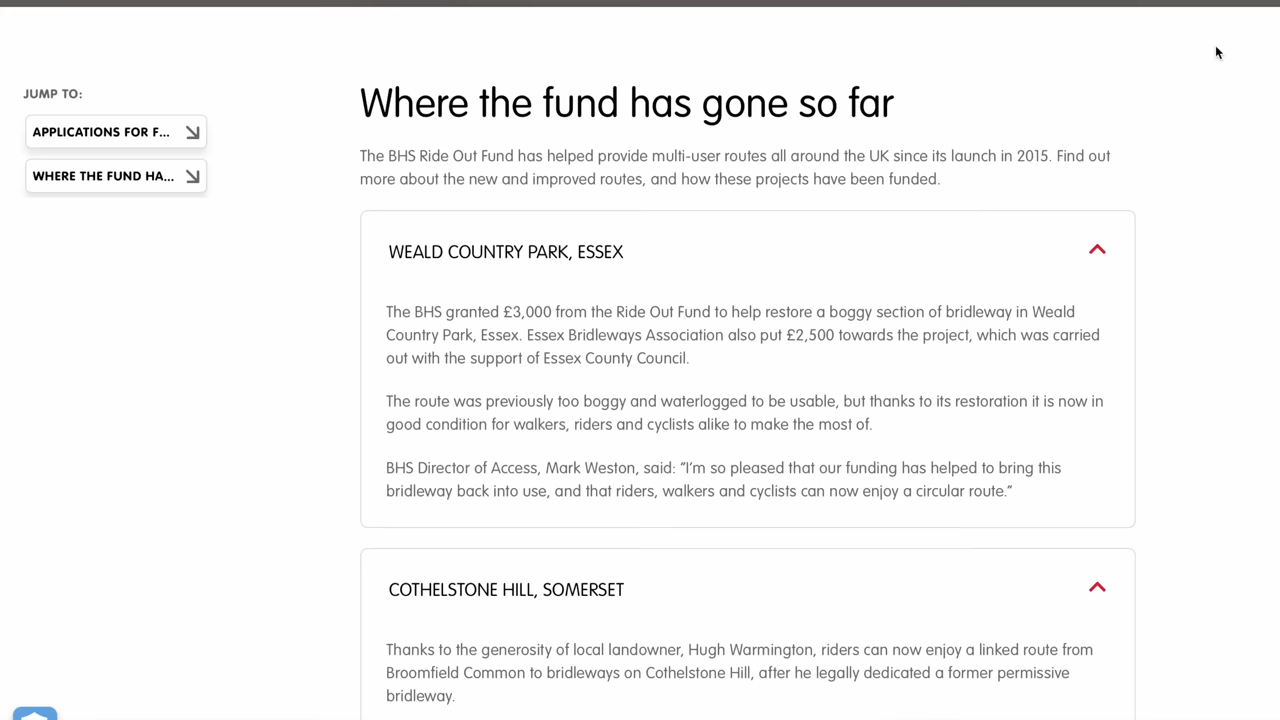 JUMP TO:
APPLICATIONS FOR F...
WHERE THE FUND HA...
Where the fund has gone so far
The BHS Ride Out Fund has helped provide multi-user routes all around the UK since its launch in 2015. Find out
more about the new and improved routes, and how these projects have been funded.
WEALD COUNTRY PARK, ESSEX
The BHS granted £3,000 from the Ride Out Fund to help restore a boggy section of bridleway in Weald
Country Park, Essex. Essex Bridleways Association also put £2,500 towards the project, which was carried
out with the support of Essex County Council.
The route was previously too boggy and waterlogged to be usable, but thanks to its restoration it is now in
good condition for walkers, riders and cyclists alike to make the most of.
BHS Director of Access, Mark Weston, said: “I’m so pleased that our funding has helped to bring this
bridleway back into use, and that riders, walkers and cyclists can now enjoy a circular route.”
COTHELSTONE HILL, SOMERSET
Thanks to the generosity of local landowner, Hugh Warmington, riders can now enjoy a linked route from
Broomfield Common to bridleways on Cothelstone Hill, after he legally dedicated a former permissive
bridleway.